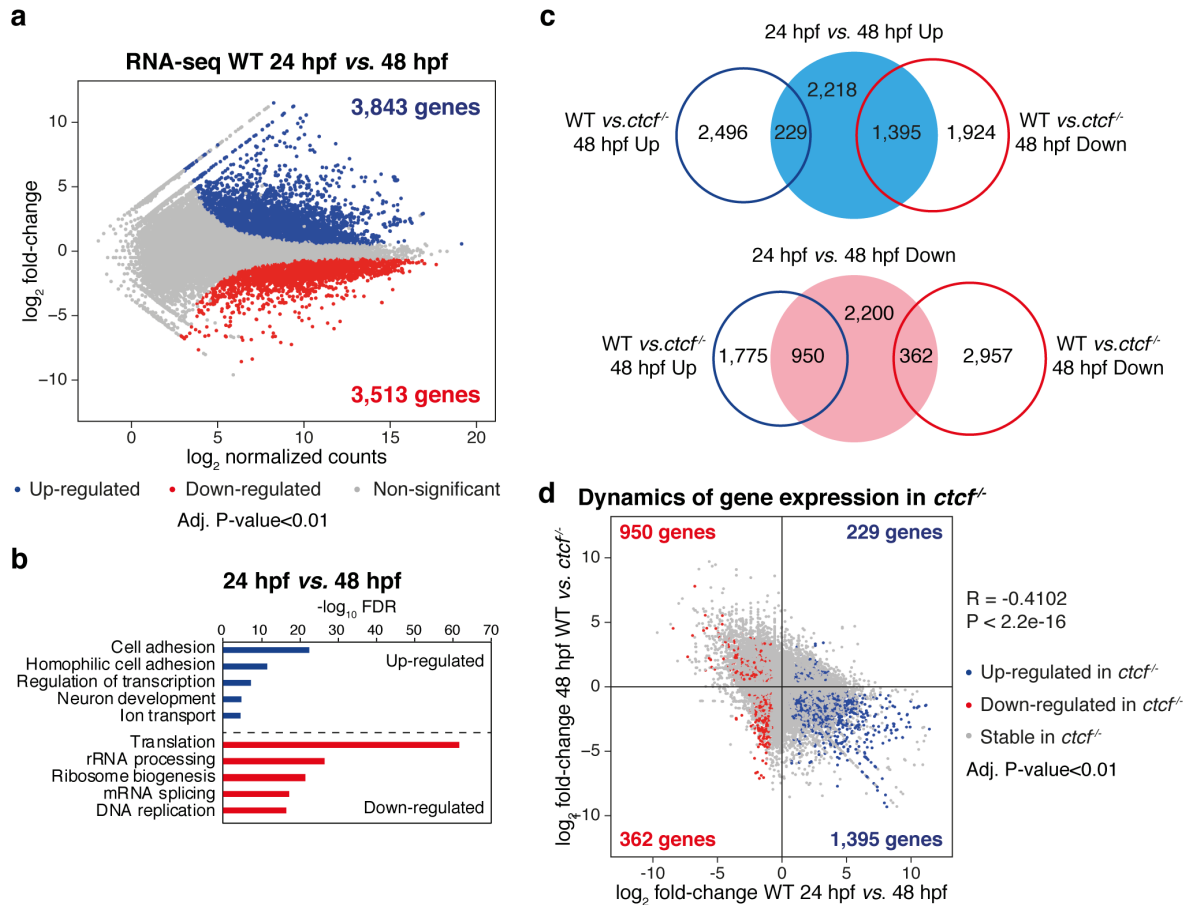 a
RNA-seq WT 24 hpf vs. 48 hpf
3,843 genes
3,513 genes
log2 fold-change
10
5
0
−5
−10
0 5 10 15 20
log2 normalized counts
Up-regulated Down-regulated Non-significant
Adj. P-value<0.01
b
24 hpf vs. 48 hpf
-log10 FDR
0 10 20 30 40 50 60 70
Cell adhesion
Homophilic cell adhesion
Regulation of transcription
Neuron development
Ion transport
Up-regulated
Translation
rRNA processing
Ribosome biogenesis
mRNA splicing
DNA replication
Down-regulated
c
24 hpf vs. 48 hpf Up
WT vs.ctcf-/-
48 hpf Up
2,496
229
2,218
1,395
1,924
WT vs.ctcf-/-
48 hpf Down
24 hpf vs. 48 hpf Down
WT vs.ctcf-/-
48 hpf Up
1,775
950
2,200
362
2,957
WT vs.ctcf-/-
48 hpf Down
d
Dynamics of gene expression in ctcf-/-
950 genes
229 genes
362 genes
1,395 genes
log2 fold-change 48 hpf WT vs. ctcf-/-
10
5
0
−5
−10
-10 -5 0 5 10
log2 fold-change WT 24 hpf vs. 48 hpf
R = -0.4102
P < 2.2e-16
Up-regulated in ctcf-/-
Down-regulated in ctcf-/-
Stable in ctcf-/-
Adj. P-value<0.01